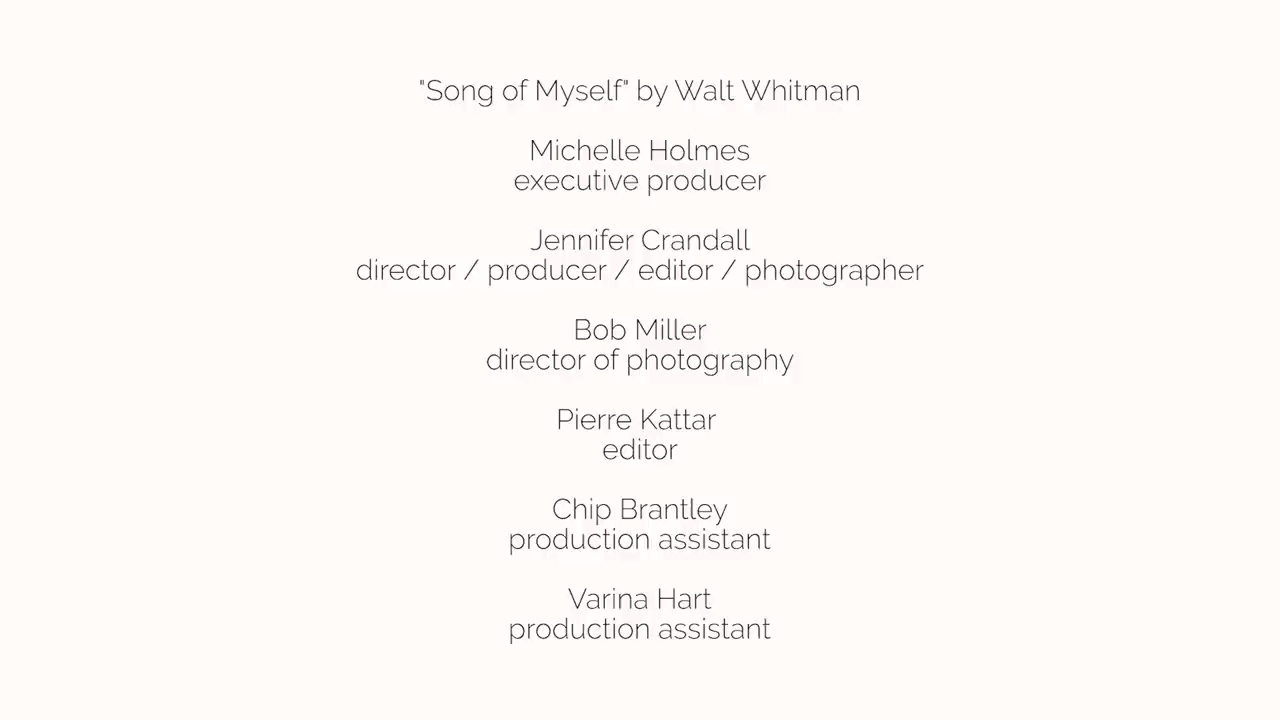 "Song of Myself" by Walt Whitman
Michelle Holmes
executive producer
Jennifer Crandall
director / producer / editor / photographer
Bob Miller
director of photography
Pierre Kattar
editor
Chip Brantley
production assistant
Varina Hart
production assistant